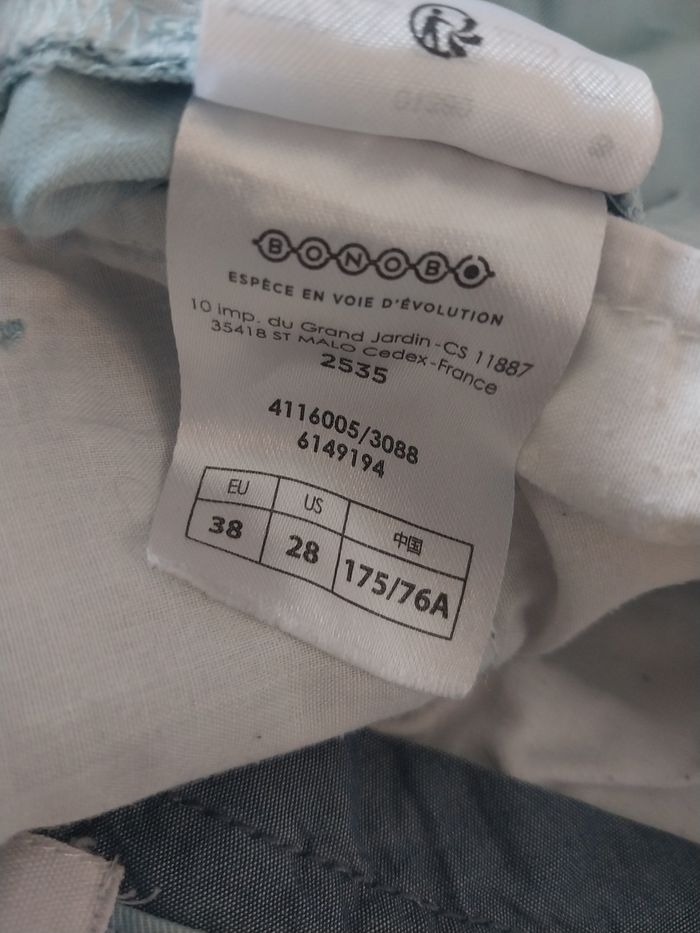 BONOBO
ESPÈCE EN VOIE D'ÉVOLUTION
10 imp. du Grand Jardin-CS 11887
35418 ST MALO Cedex-France
2535
4116005/3088
6149194
EU US 中国
38 28 175/76A